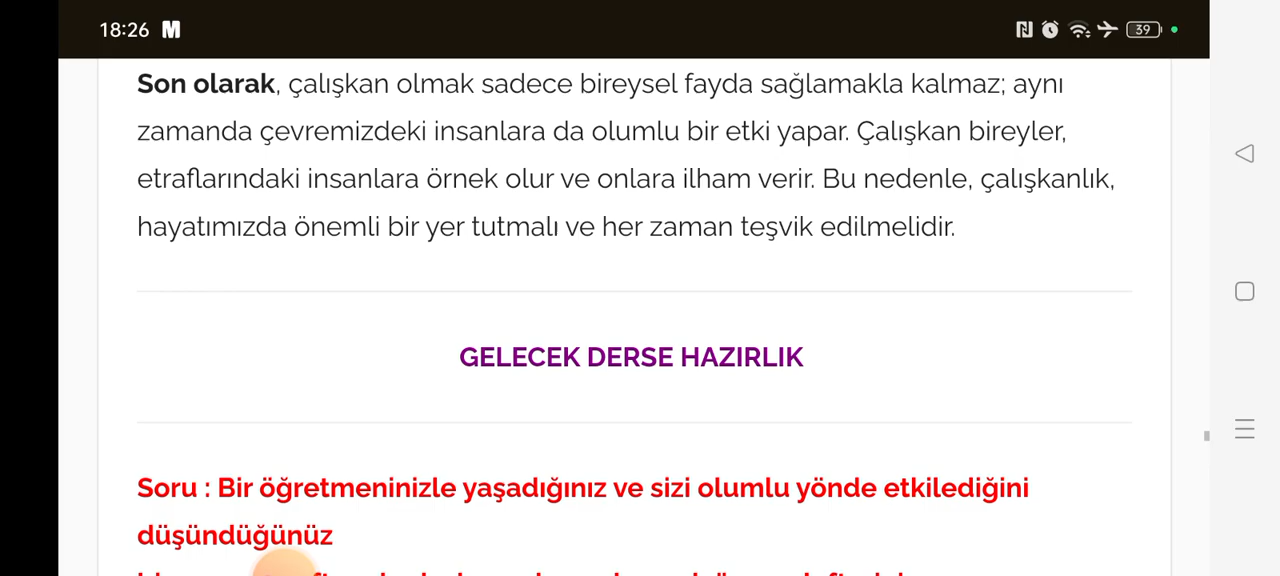 18:26 M
39
Son olarak, çalışkan olmak sadece bireysel fayda sağlamakla kalmaz; aynı
zamanda çevremizdeki insanlara da olumlu bir etki yapar. Çalışkan bireyler,
etraflarındaki insanlara örnek olur ve onlara ilham verir. Bu nedenle, çalışkanlık,
hayatımızda önemli bir yer tutmalı ve her zaman teşvik edilmelidir.
GELECEK DERSE HAZIRLIK
Soru : Bir öğretmeninizle yaşadığınız ve sizi olumlu yönde etkilediğini
düşündüğünüz